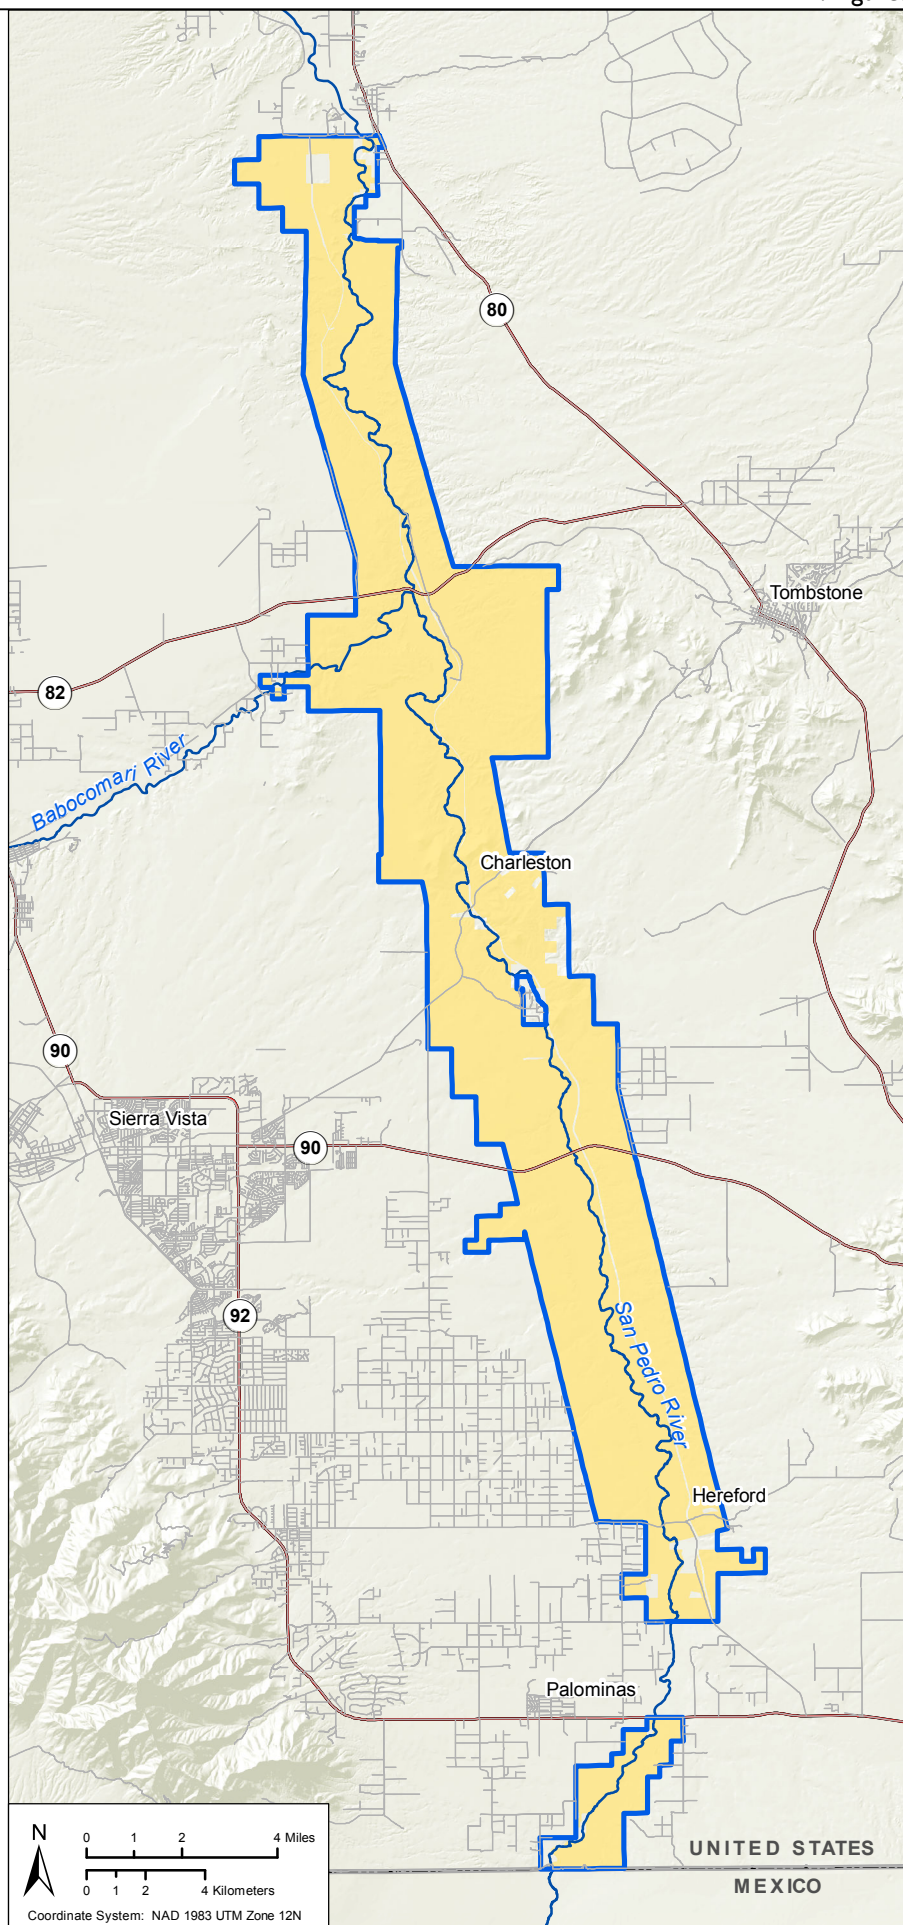 80
Tombstone
82
Babocomari River
Charleston
90
Sierra Vista
90
92
San Pedro River
Hereford
Palominas
N
0 1 2 4 Miles
0 1 2 4 Kilometers
Coordinate System: NAD 1983 UTM Zone 12N
UNITED STATES
MEXICO